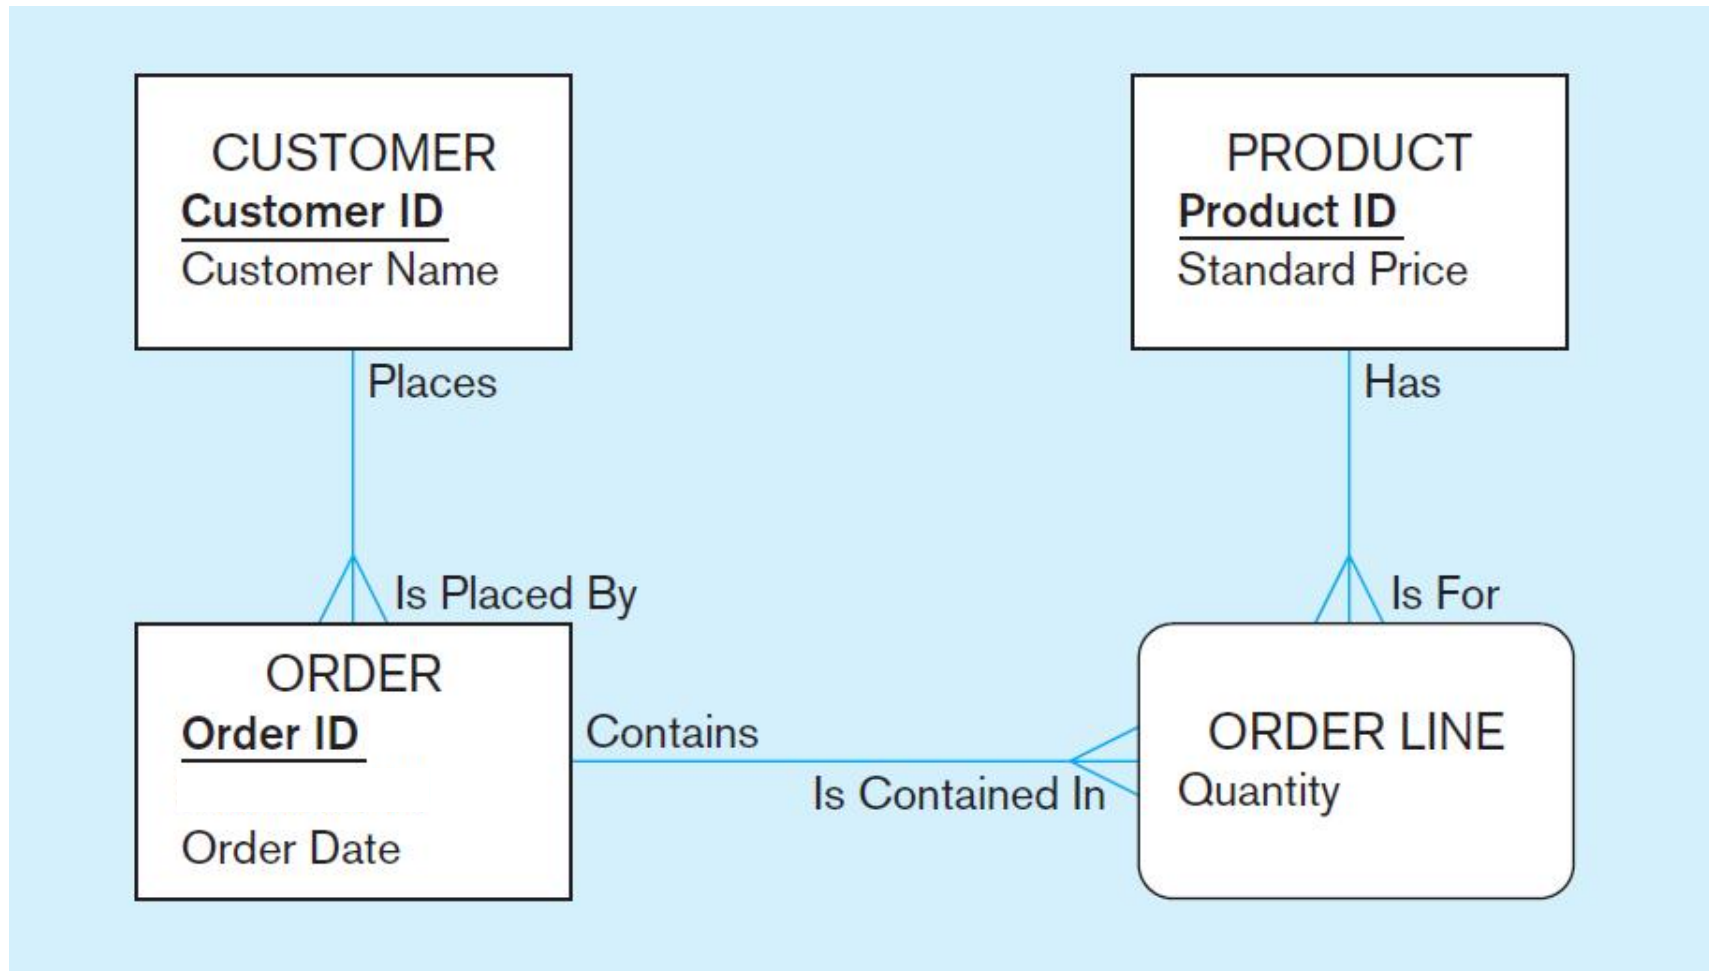 CUSTOMER
Customer ID
Customer Name
Places
PRODUCT
Product ID
Standard Price
Has
Is Placed By
Is For
ORDER
Order ID
Order Date
Contains
Is Contained In
ORDER LINE
Quantity